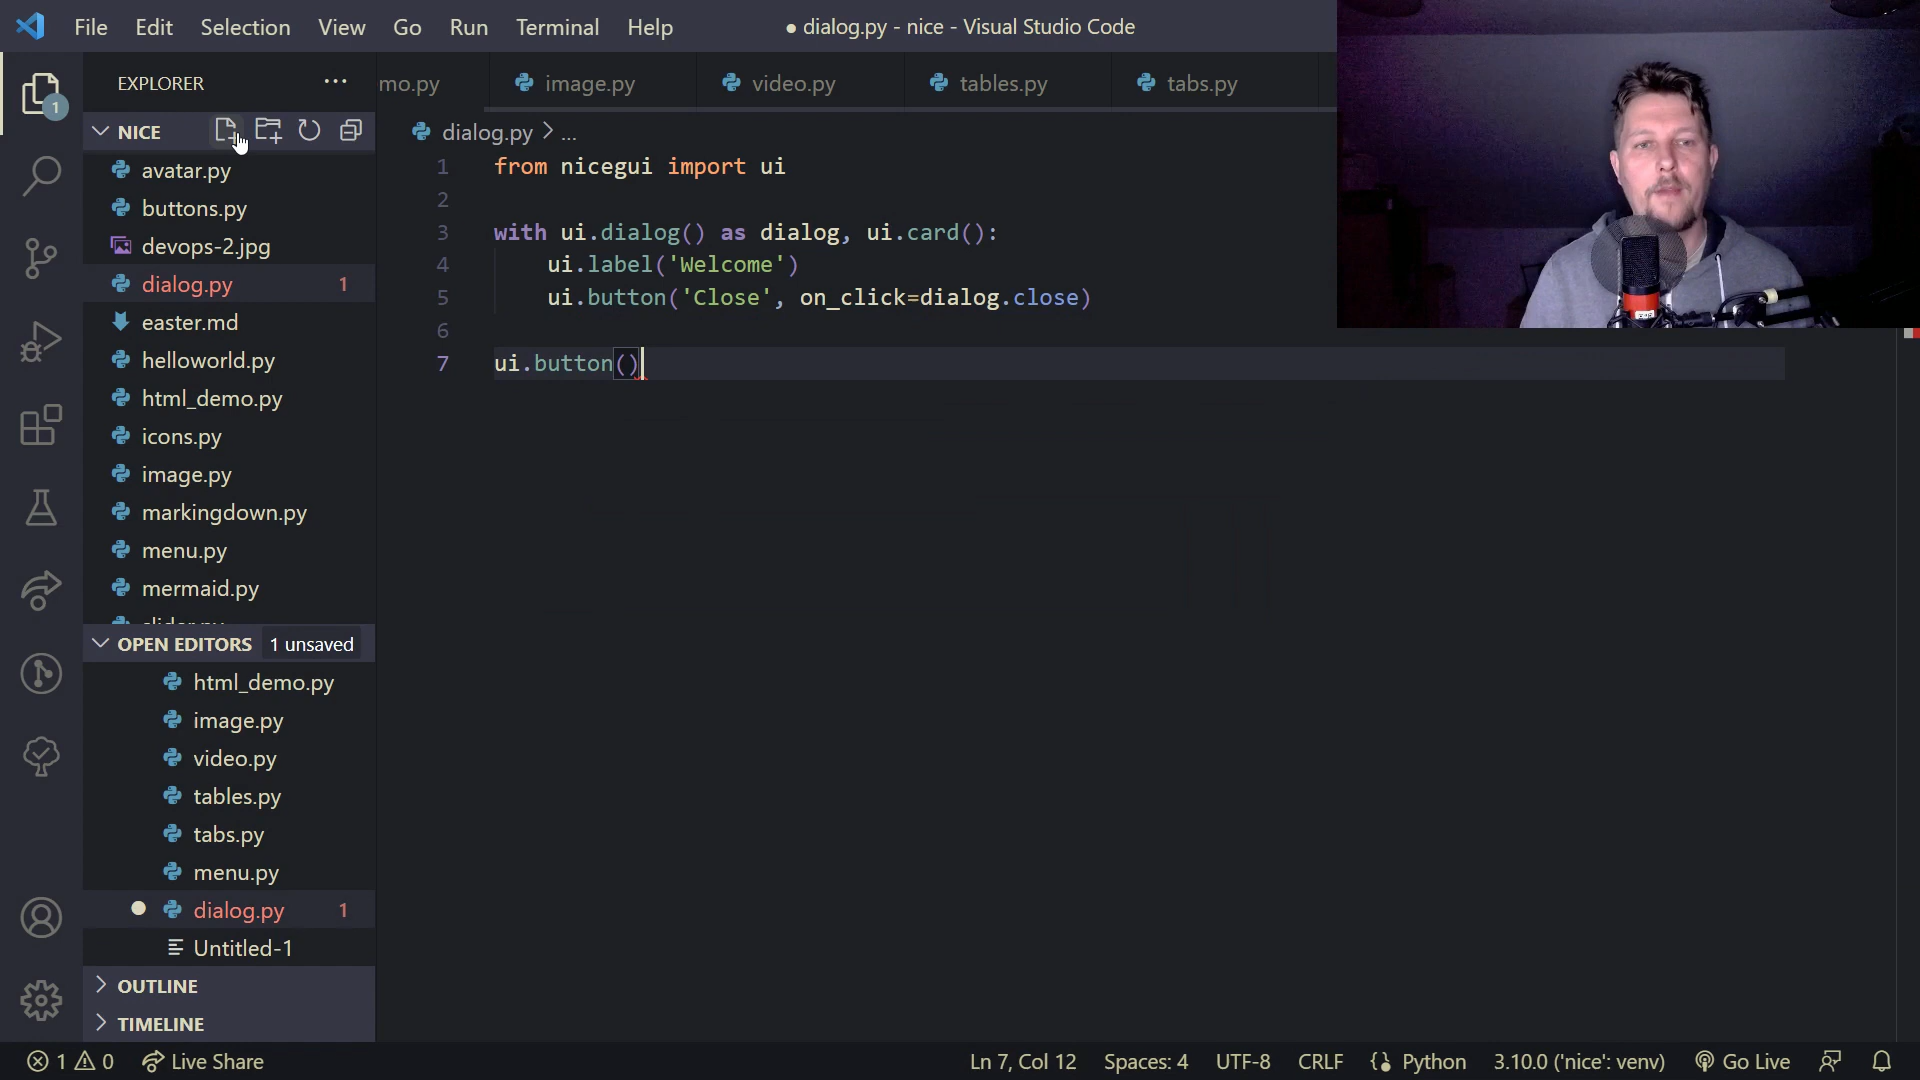 File Edit Selection View Go Run Terminal Help
● dialog.py - nice - Visual Studio Code
EXPLORER ...
mo.py image.py video.py tables.py tabs.py
NICE
dialog.py > ...
avatar.py
buttons.py
devops-2.jpg
dialog.py 1
easter.md
helloworld.py
html_demo.py
icons.py
image.py
markingdown.py
menu.py
mermaid.py
OPEN EDITORS 1 unsaved
html_demo.py
image.py
video.py
tables.py
tabs.py
menu.py
dialog.py 1
Untitled-1
OUTLINE
TIMELINE
1 from nicegui import ui
2
3 with ui.dialog() as dialog, ui.card():
4 ui.label('Welcome')
5 ui.button('Close', on_click=dialog.close)
6
7 ui.button()
1 0 Live Share
Ln 7, Col 12 Spaces: 4 UTF-8 CRLF Python 3.10.0 ('nice': venv) Go Live